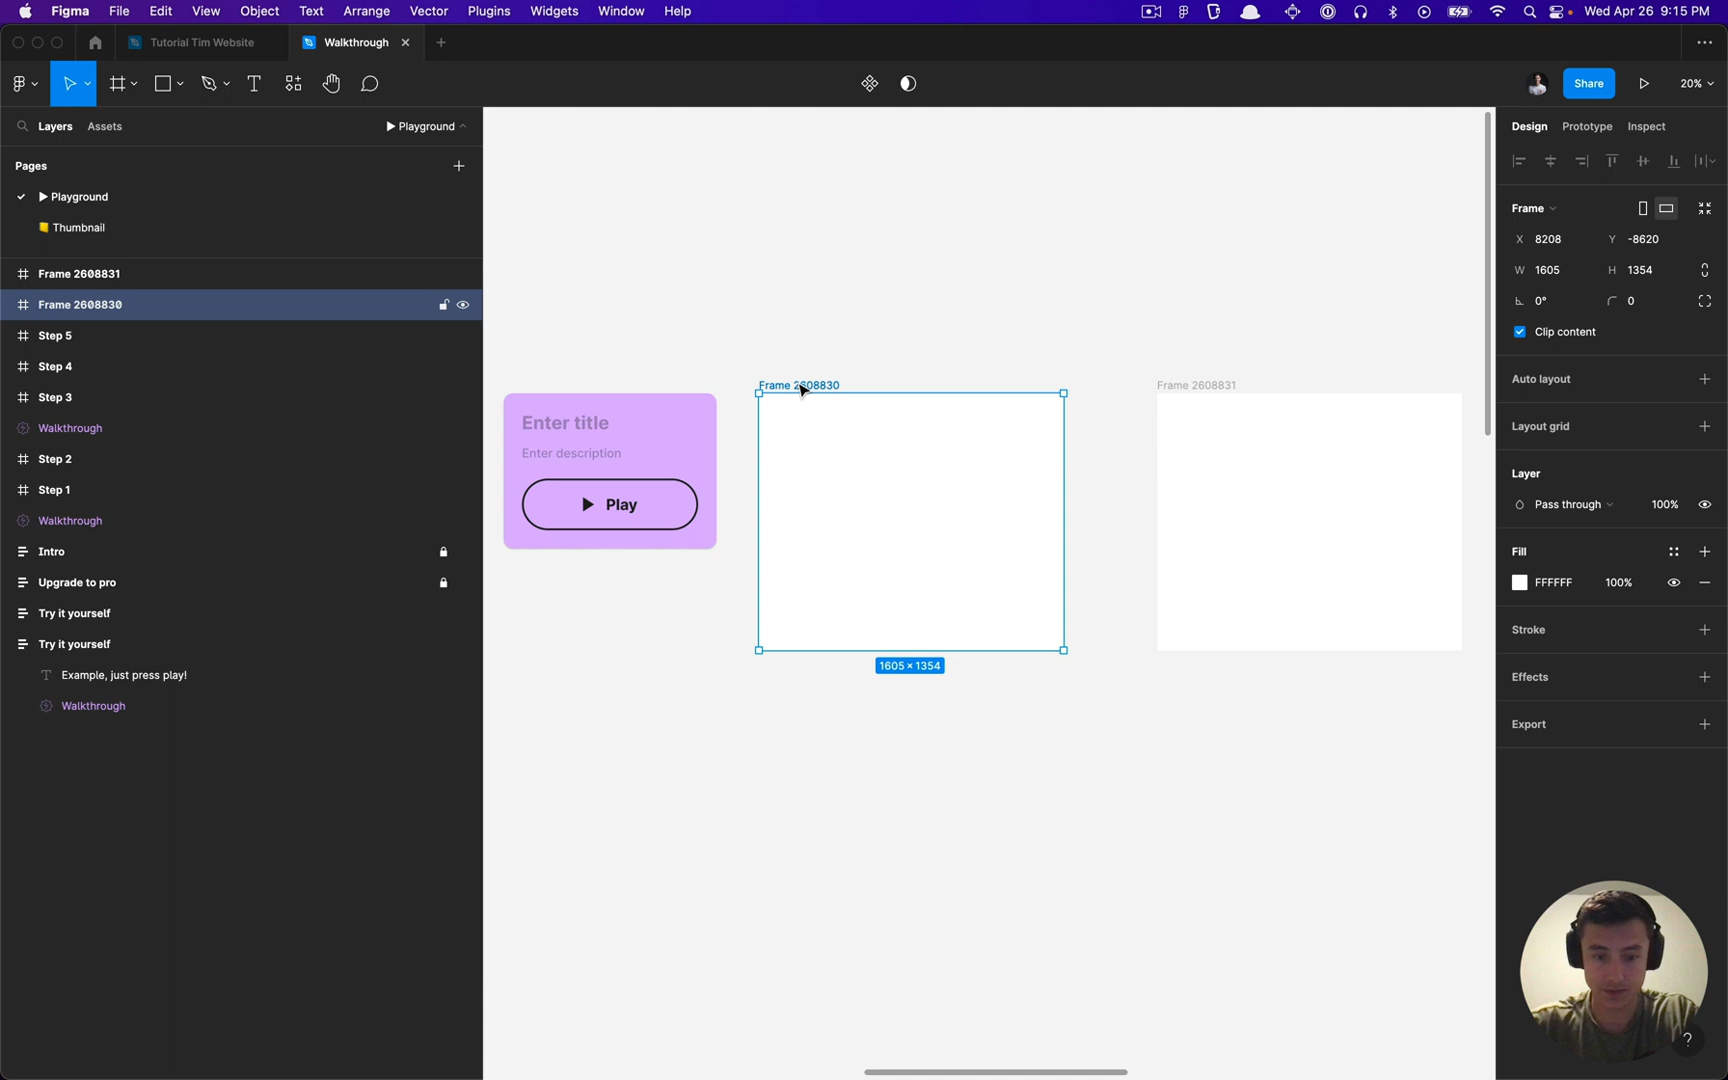 Figma File Edit View Object Text Arrange Vector Plugins Widgets Window Help Wed Apr 26 9:15 PM
Tutorial Tim Website Walkthrough
Share 20%
Layers Assets Playground
Pages
Playground
Thumbnail
Frame 2608831
Frame 2608830
Step 5
Step 4
Step 3
Walkthrough
Step 2
Step 1
Walkthrough
Intro
Upgrade to pro
Try it yourself
Try it yourself
Example, just press play!
Walkthrough
Enter title
Enter description
Play
Frame 2608830
1605 × 1354
Frame 2608831
Design Prototype Inspect
Frame
X 8208 Y -8620
W 1605 H 1354
0° 0
Clip content
Auto layout
Layout grid
Layer
Pass through 100%
Fill
FFFFFF 100%
Stroke
Effects
Export
?